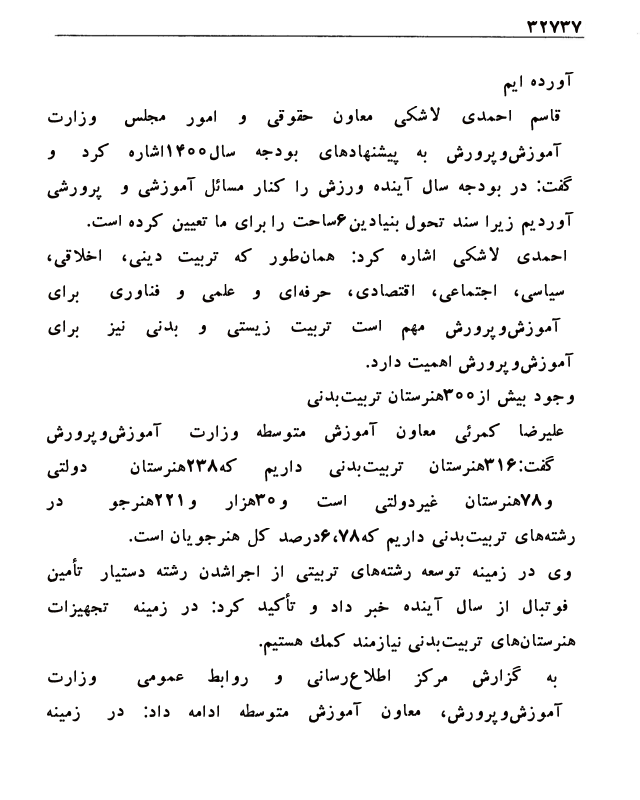 ۳۲۷۳۷
آورده ایم
قاسم احمدی لاشکی معاون حقوقی و امور مجلس وزارت
آموزش‌وپرورش به پیشنهادهای بودجه سال۱۴۰۰اشاره کرد و
گفت: در بودجه سال آینده ورزش را کنار مسائل آموزشی و پرورشی
آوردیم زیرا سند تحول بنیادین۶ساحت را برای ما تعیین کرده است.
احمدی لاشکی اشاره کرد: همان‌طور که تربیت دینی، اخلاقی،
سیاسی، اجتماعی، اقتصادی، حرفه‌ای و علمی و فناوری برای
آموزش‌وپرورش مهم است تربیت زیستی و بدنی نیز برای
آموزش‌وپرورش اهمیت دارد.
وجود بیش از۳۰۰هنرستان تربیت‌بدنی
علیرضا کمرئی معاون آموزش متوسطه وزارت آموزش‌وپرورش
گفت:۳۱۶هنرستان تربیت‌بدنی داریم که۲۳۸هنرستان دولتی
و۷۸هنرستان غیردولتی است و۳۰هزار و۲۲۱هنرجو در
رشته‌های تربیت‌بدنی داریم که۶،۷۸درصد کل هنرجویان است.
وی در زمینه توسعه رشته‌های تربیتی از اجراشدن رشته دستیار تأمین
فوتبال از سال آینده خبر داد و تأکید کرد: در زمینه تجهیزات
هنرستان‌های تربیت‌بدنی نیازمند کمك هستیم.
به گزارش مرکز اطلاع‌رسانی و روابط عمومی وزارت
آموزش‌وپرورش، معاون آموزش متوسطه ادامه داد: در زمینه